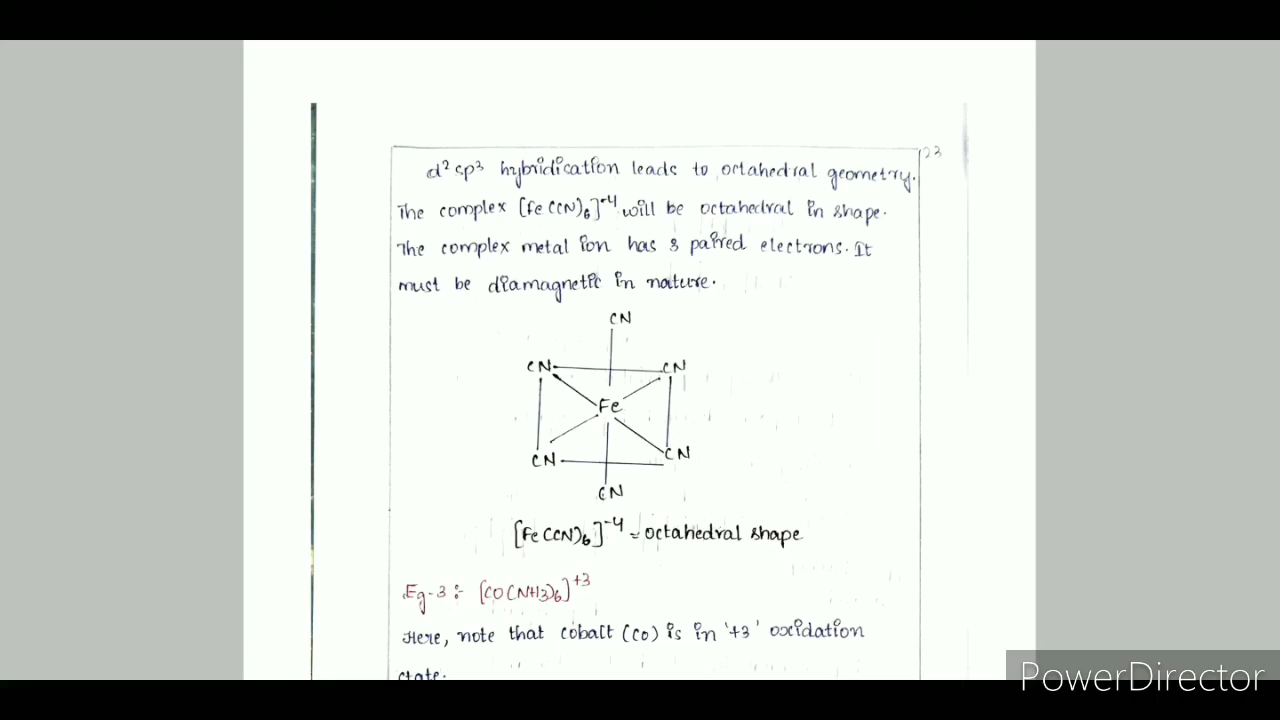 23
d²sp³ hybridication leads to octahedral geometry.
The complex [Fe(CN)₆]⁻⁴ will be octahedral in shape.
The complex metal ion has 3 paired electrons. It
must be diamagnetic in nature.
CN
CN CN
Fe
CN CN
CN
[Fe(CN)₆]⁻⁴ = octahedral shape
Eg-3 :- [CO(NH3)₆]⁺³
Here, note that cobalt (CO) is in '+3' oxidation
state.
PowerDirector